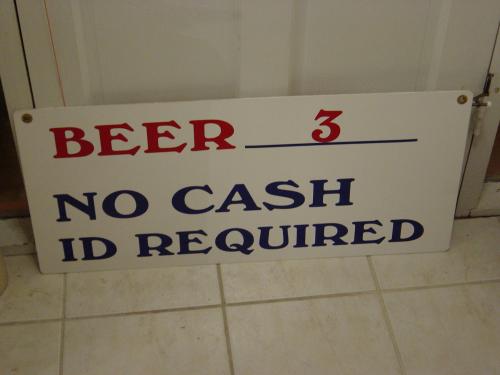 BEER 3
NO CASH
ID REQUIRED